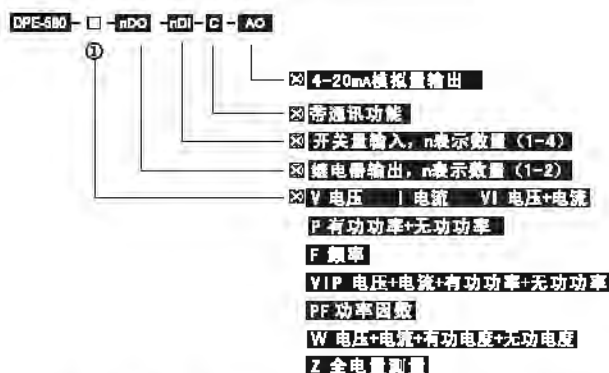 DPE-580 - □ - nDO - nDI - C - AO
①
☒ 4-20mA模拟量输出
☒ 带通讯功能
☒ 开关量输入，n表示数量（1-4）
☒ 继电器输出，n表示数量（1-2）
☒ V 电压 I 电流 VI 电压+电流
P 有功功率+无功功率
F 频率
VIP 电压+电流+有功功率+无功功率
PF 功率因数
W 电压+电流+有功电度+无功电度
Z 全电量测量